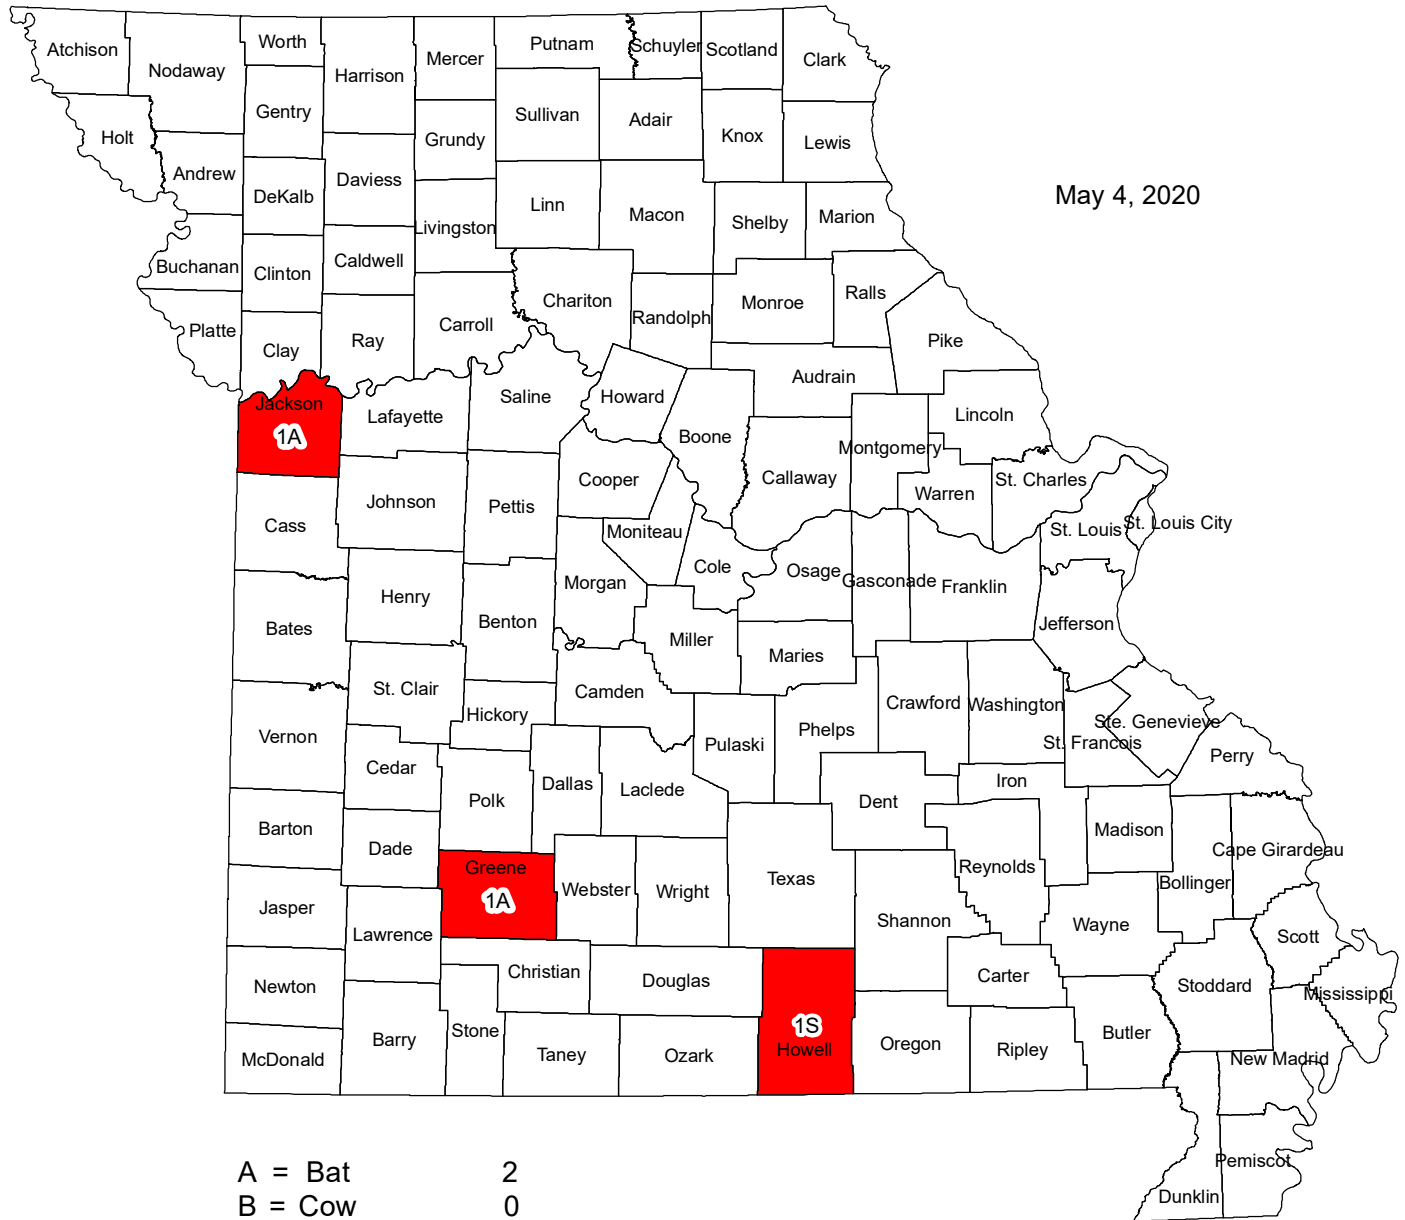 Atchison
Nodaway
Worth
Harrison
Mercer
Putnam
Schuyler
Scotland
Clark
Gentry
Holt
Sullivan
Adair
Grundy
Knox
Lewis
Andrew
DeKalb
Daviess
Linn
Macon
Shelby
Marion
May 4, 2020
Livingston
Buchanan
Clinton
Caldwell
Chariton
Randolph
Monroe
Ralls
Platte
Clay
Ray
Carroll
Pike
Audrain
Jackson
1A
Lafayette
Saline
Howard
Boone
Lincoln
Montgomery
Callaway
Cooper
Warren
St. Charles
Johnson
Pettis
Cass
Moniteau
St. Louis
St. Louis City
Cole
Osage
Gasconade
Franklin
Morgan
Henry
Benton
Bates
Jefferson
Miller
Maries
St. Clair
Camden
Hickory
Crawford
Washington
Ste. Genevieve
St. Francois
Vernon
Pulaski
Phelps
Perry
Cedar
Polk
Dallas
Laclede
Dent
Iron
Barton
Dade
Madison
Cape Girardeau
Greene
1A
Webster
Wright
Texas
Reynolds
Bollinger
Jasper
Lawrence
Shannon
Wayne
Scott
Christian
Douglas
Carter
Stoddard
Mississippi
Newton
Stone
1S
Howell
Barry
McDonald
Taney
Ozark
Oregon
Ripley
Butler
New Madrid
Pemiscot
Dunklin
A = Bat 2
B = Cow 0